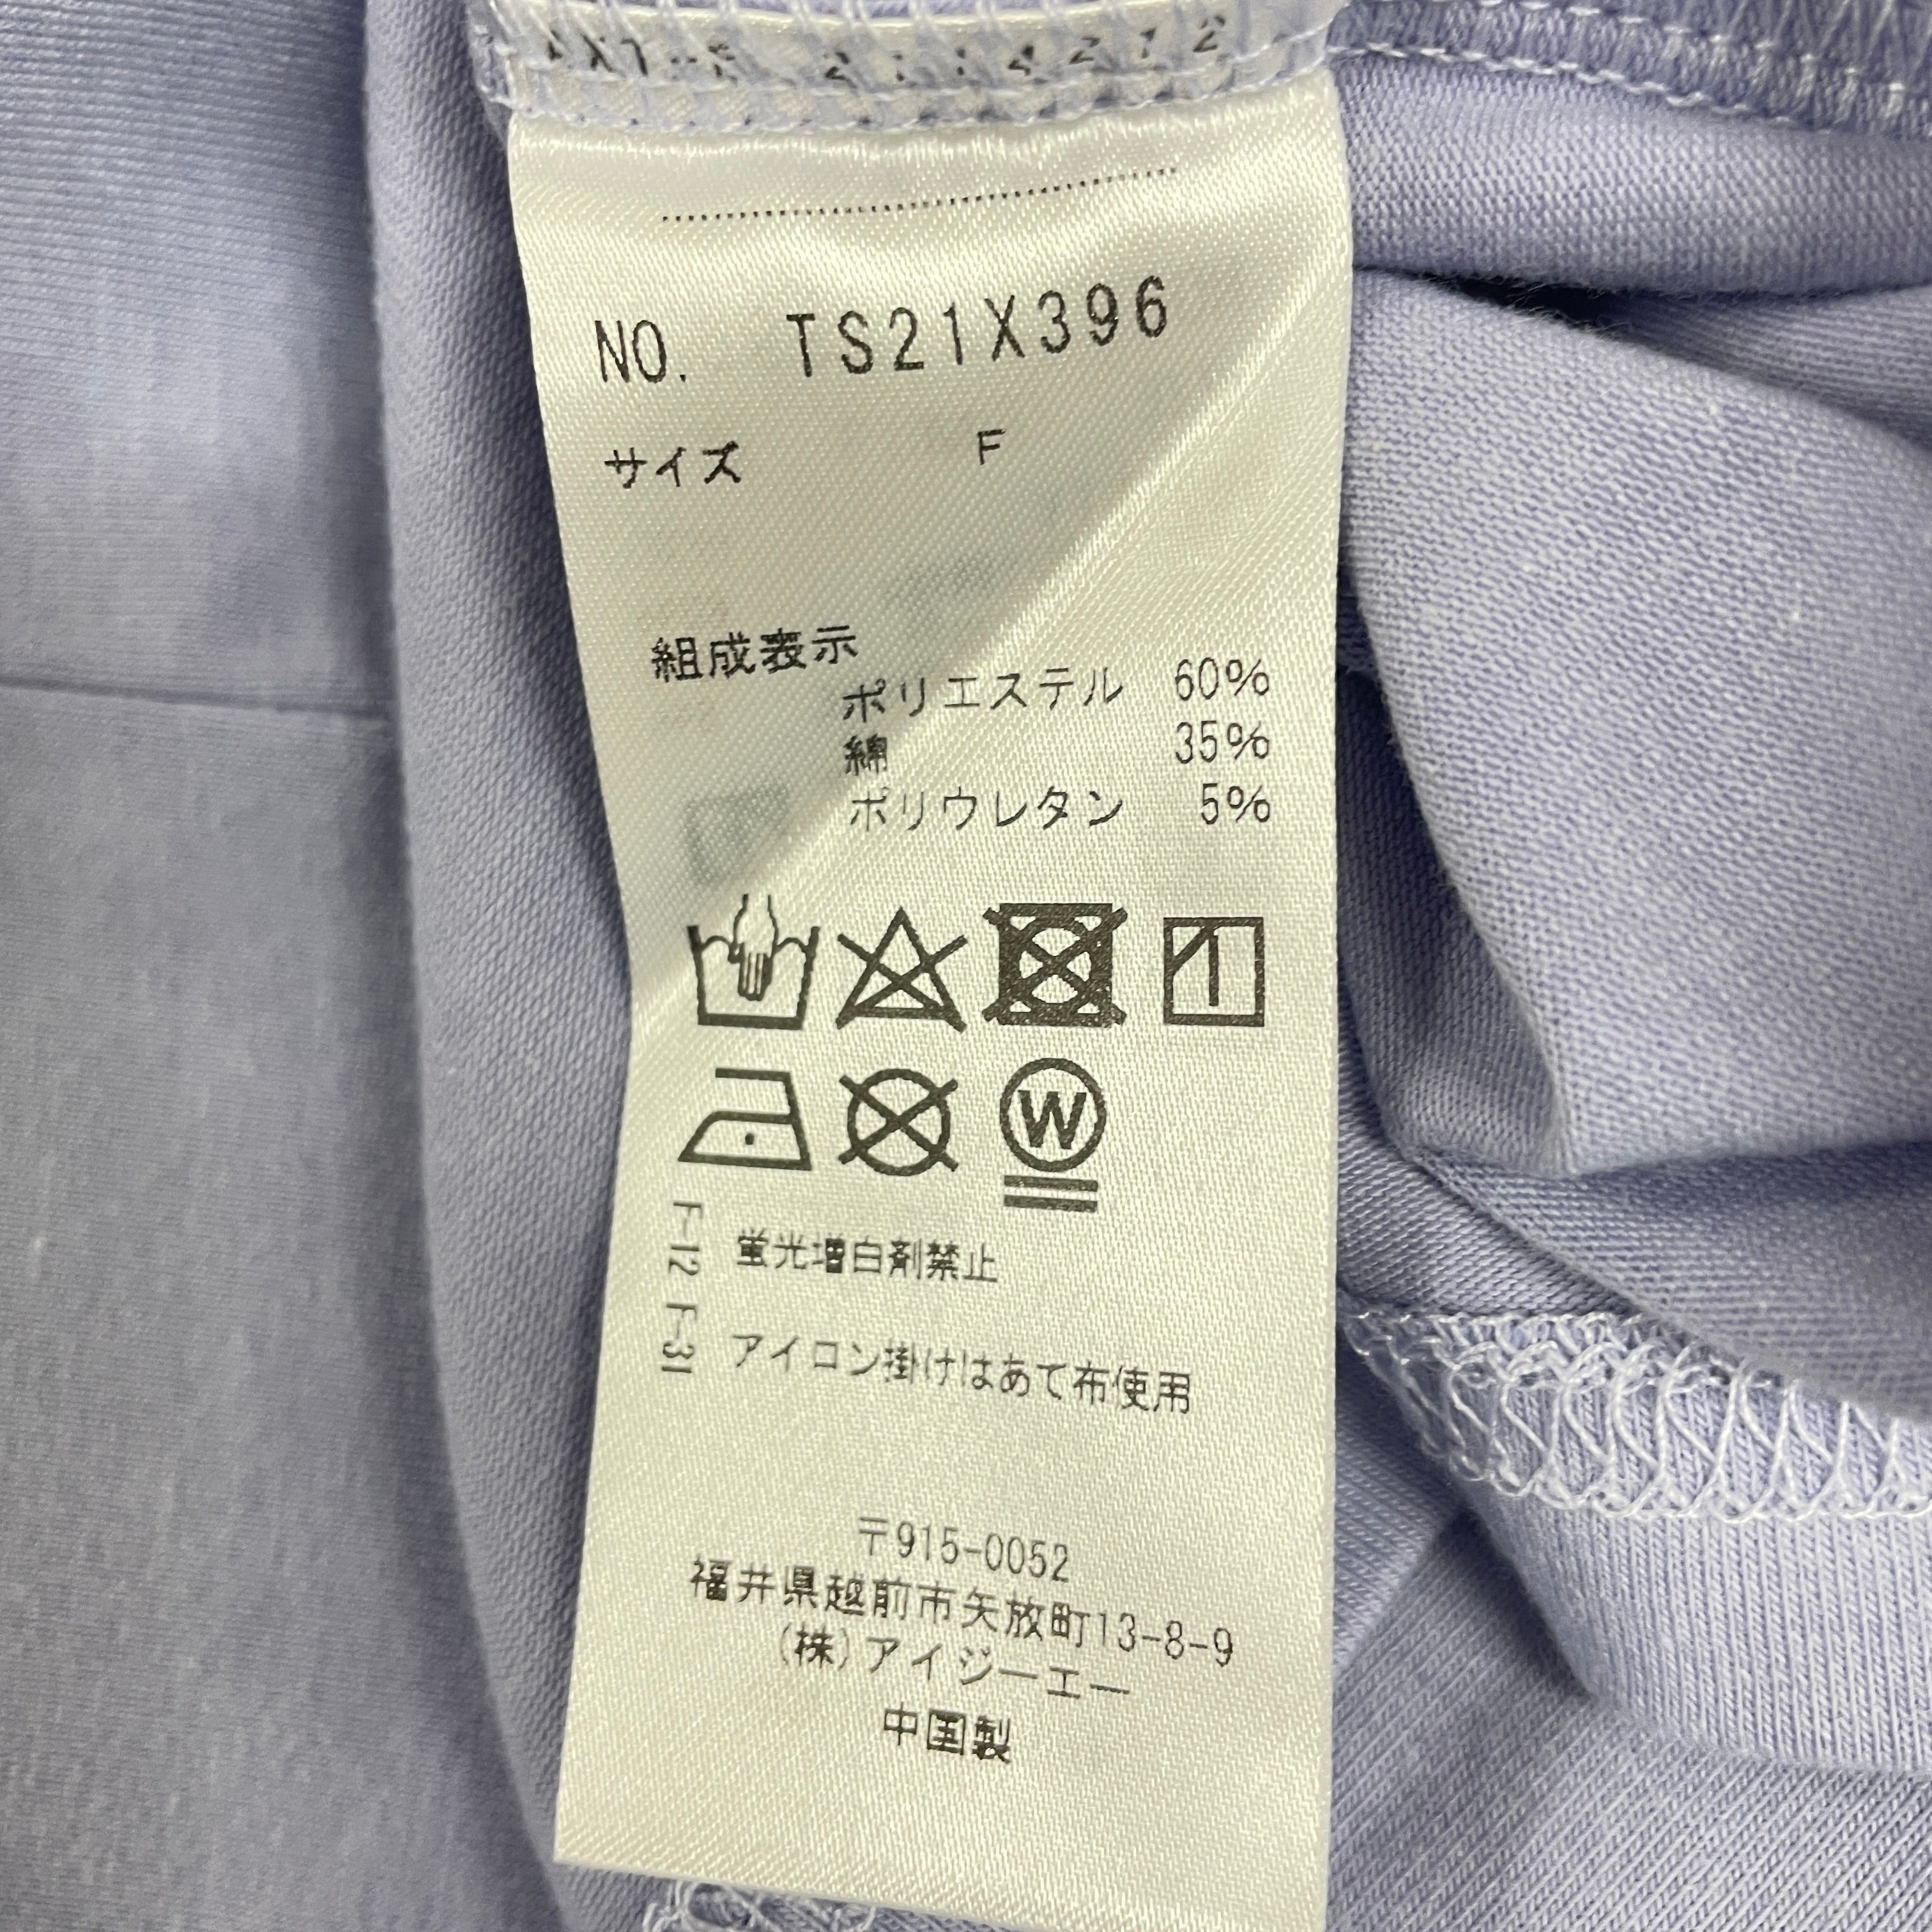 NO. TS21X396
サイズ F
組成表示
ポリエステル 60%
綿 35%
ポリウレタン 5%
W
F-12 蛍光増白剤禁止
F-31 アイロン掛けはあて布使用
〒915-0052
福井県越前市矢放町13-8-9
(株)アイジーエー
中国製